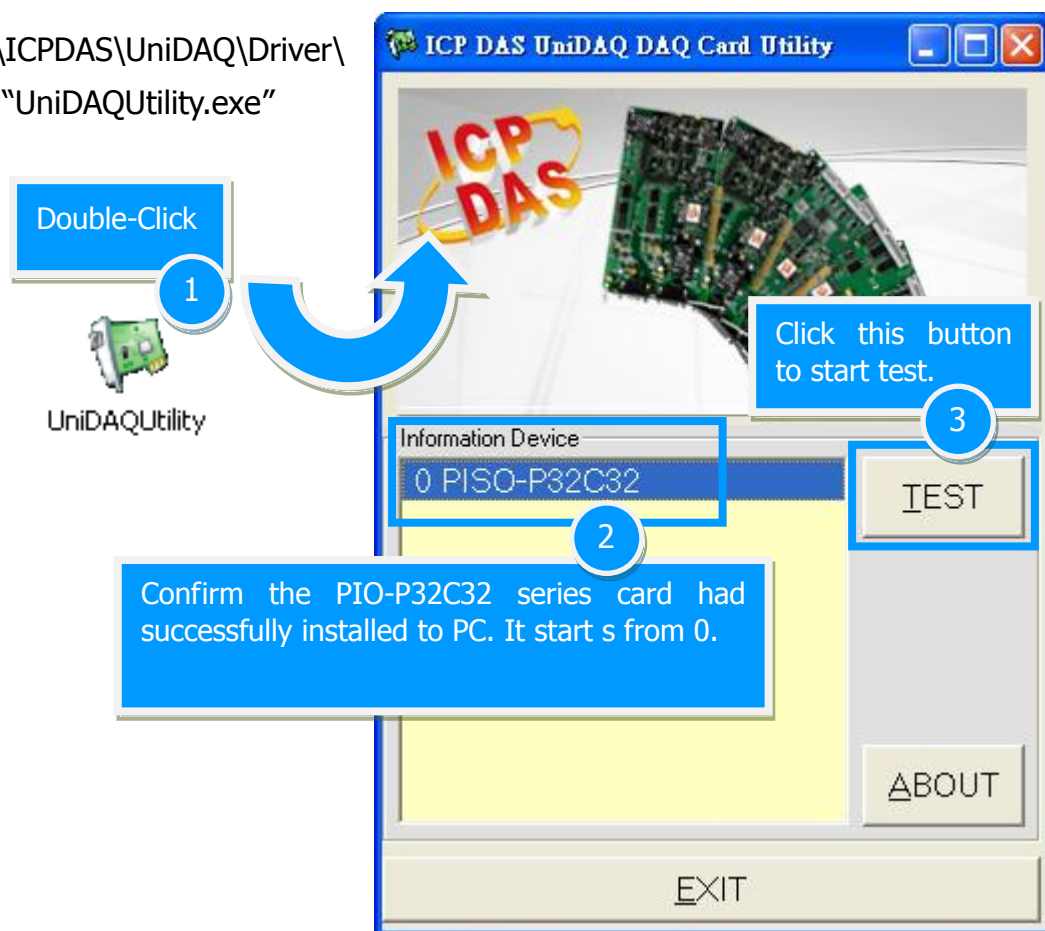 \ICPDAS\UniDAQ\Driver\
“UniDAQUtility.exe”
ICP DAS UniDAQ DAQ Card Utility
ICP
DAS
Double-Click
1
UniDAQUtility
Click this button
to start test.
3
Information Device
0 PISO-P32C32
TEST
2
Confirm the PIO-P32C32 series card had
successfully installed to PC. It start s from 0.
ABOUT
EXIT